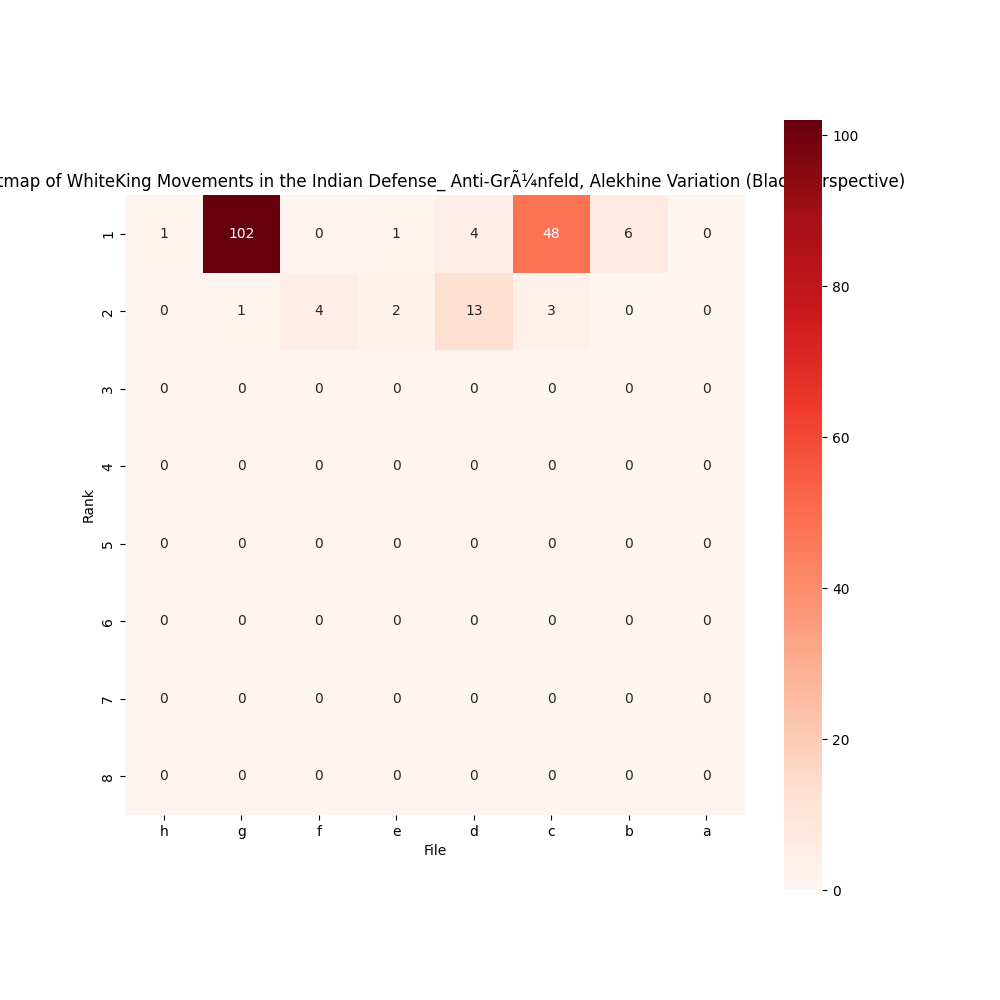 tmap of WhiteKing Movements in the Indian Defense_ Anti-GrÃ¼nfeld, Alekhine Variation (Blac rspective)
1 1 102 0 1 4 48 6 0
2 0 1 4 2 13 3 0 0
3 0 0 0 0 0 0 0 0
4 0 0 0 0 0 0 0 0
5 0 0 0 0 0 0 0 0
6 0 0 0 0 0 0 0 0
7 0 0 0 0 0 0 0 0
8 0 0 0 0 0 0 0 0
Rank
h g f e d c b a
File
100
80
60
40
20
0